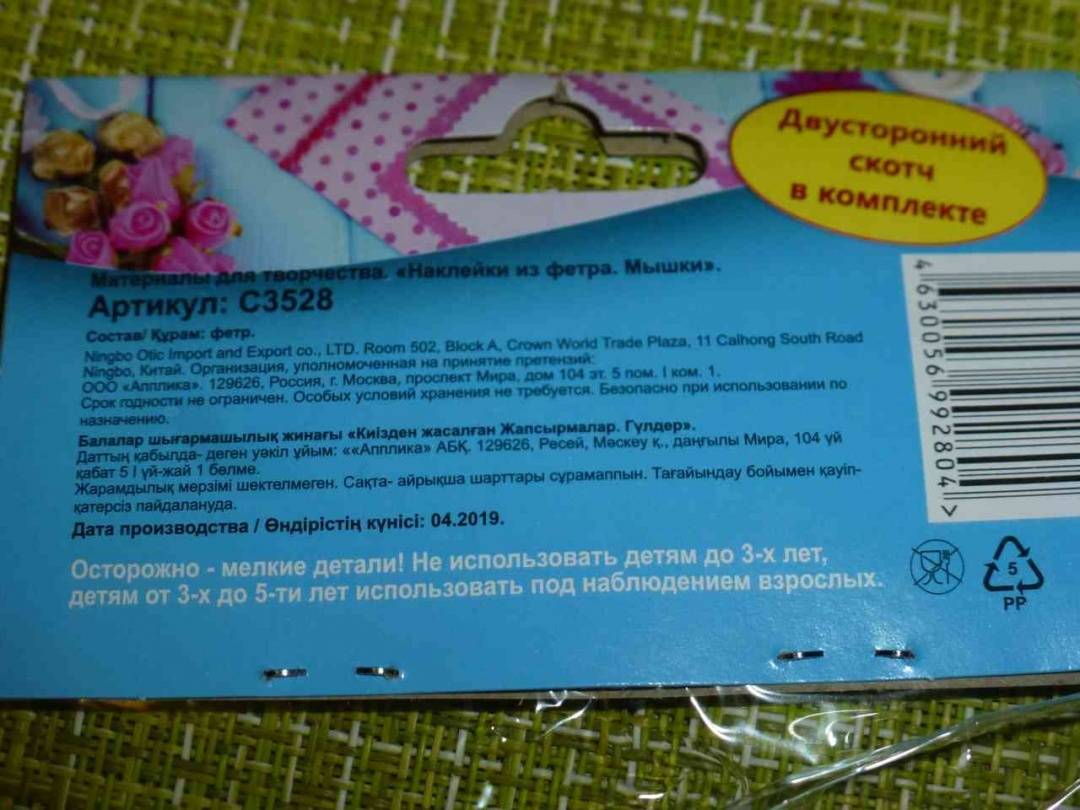 Двусторонний
скотч
в комплекте
Материалы для творчества. «Наклейки из фетра. Мышки».
Артикул: С3528
Состав/ Құрам: фетр.
Ningbo Otic Import and Export co., LTD. Room 502, Block A, Crown World Trade Plaza, 11 Caihong South Road
Ningbo, Китай. Организация, уполномоченная на принятие претензий:
ООО «Апплика». 129626, Россия, г. Москва, проспект Мира, дом 104 эт. 5 пом. I ком. 1.
Срок годности не ограничен. Особых условий хранения не требуется. Безопасно при использовании по
назначению.
Балалар шығармашылық жинағы «Киізден жасалған Жапсырмалар. Гүлдер».
Даттың қабылда- деген уәкіл ұйым: ««Апплика» АБҚ. 129626, Ресей, Мәскеу қ., даңғылы Мира, 104 үй
қабат 5 I үй-жай 1 бөлме.
Жарамдылық мерзімі шектелмеген. Сақта- айрықша шарттары сұрамаппын. Тағайындау бойымен қауіп-
қатерсіз пайдалануда.
Дата производства / Өндірістің күнісі: 04.2019.
Осторожно - мелкие детали! Не использовать детям до 3-х лет,
детям от 3-х до 5-ти лет использовать под наблюдением взрослых.
4 630056 992804 >
5
PP